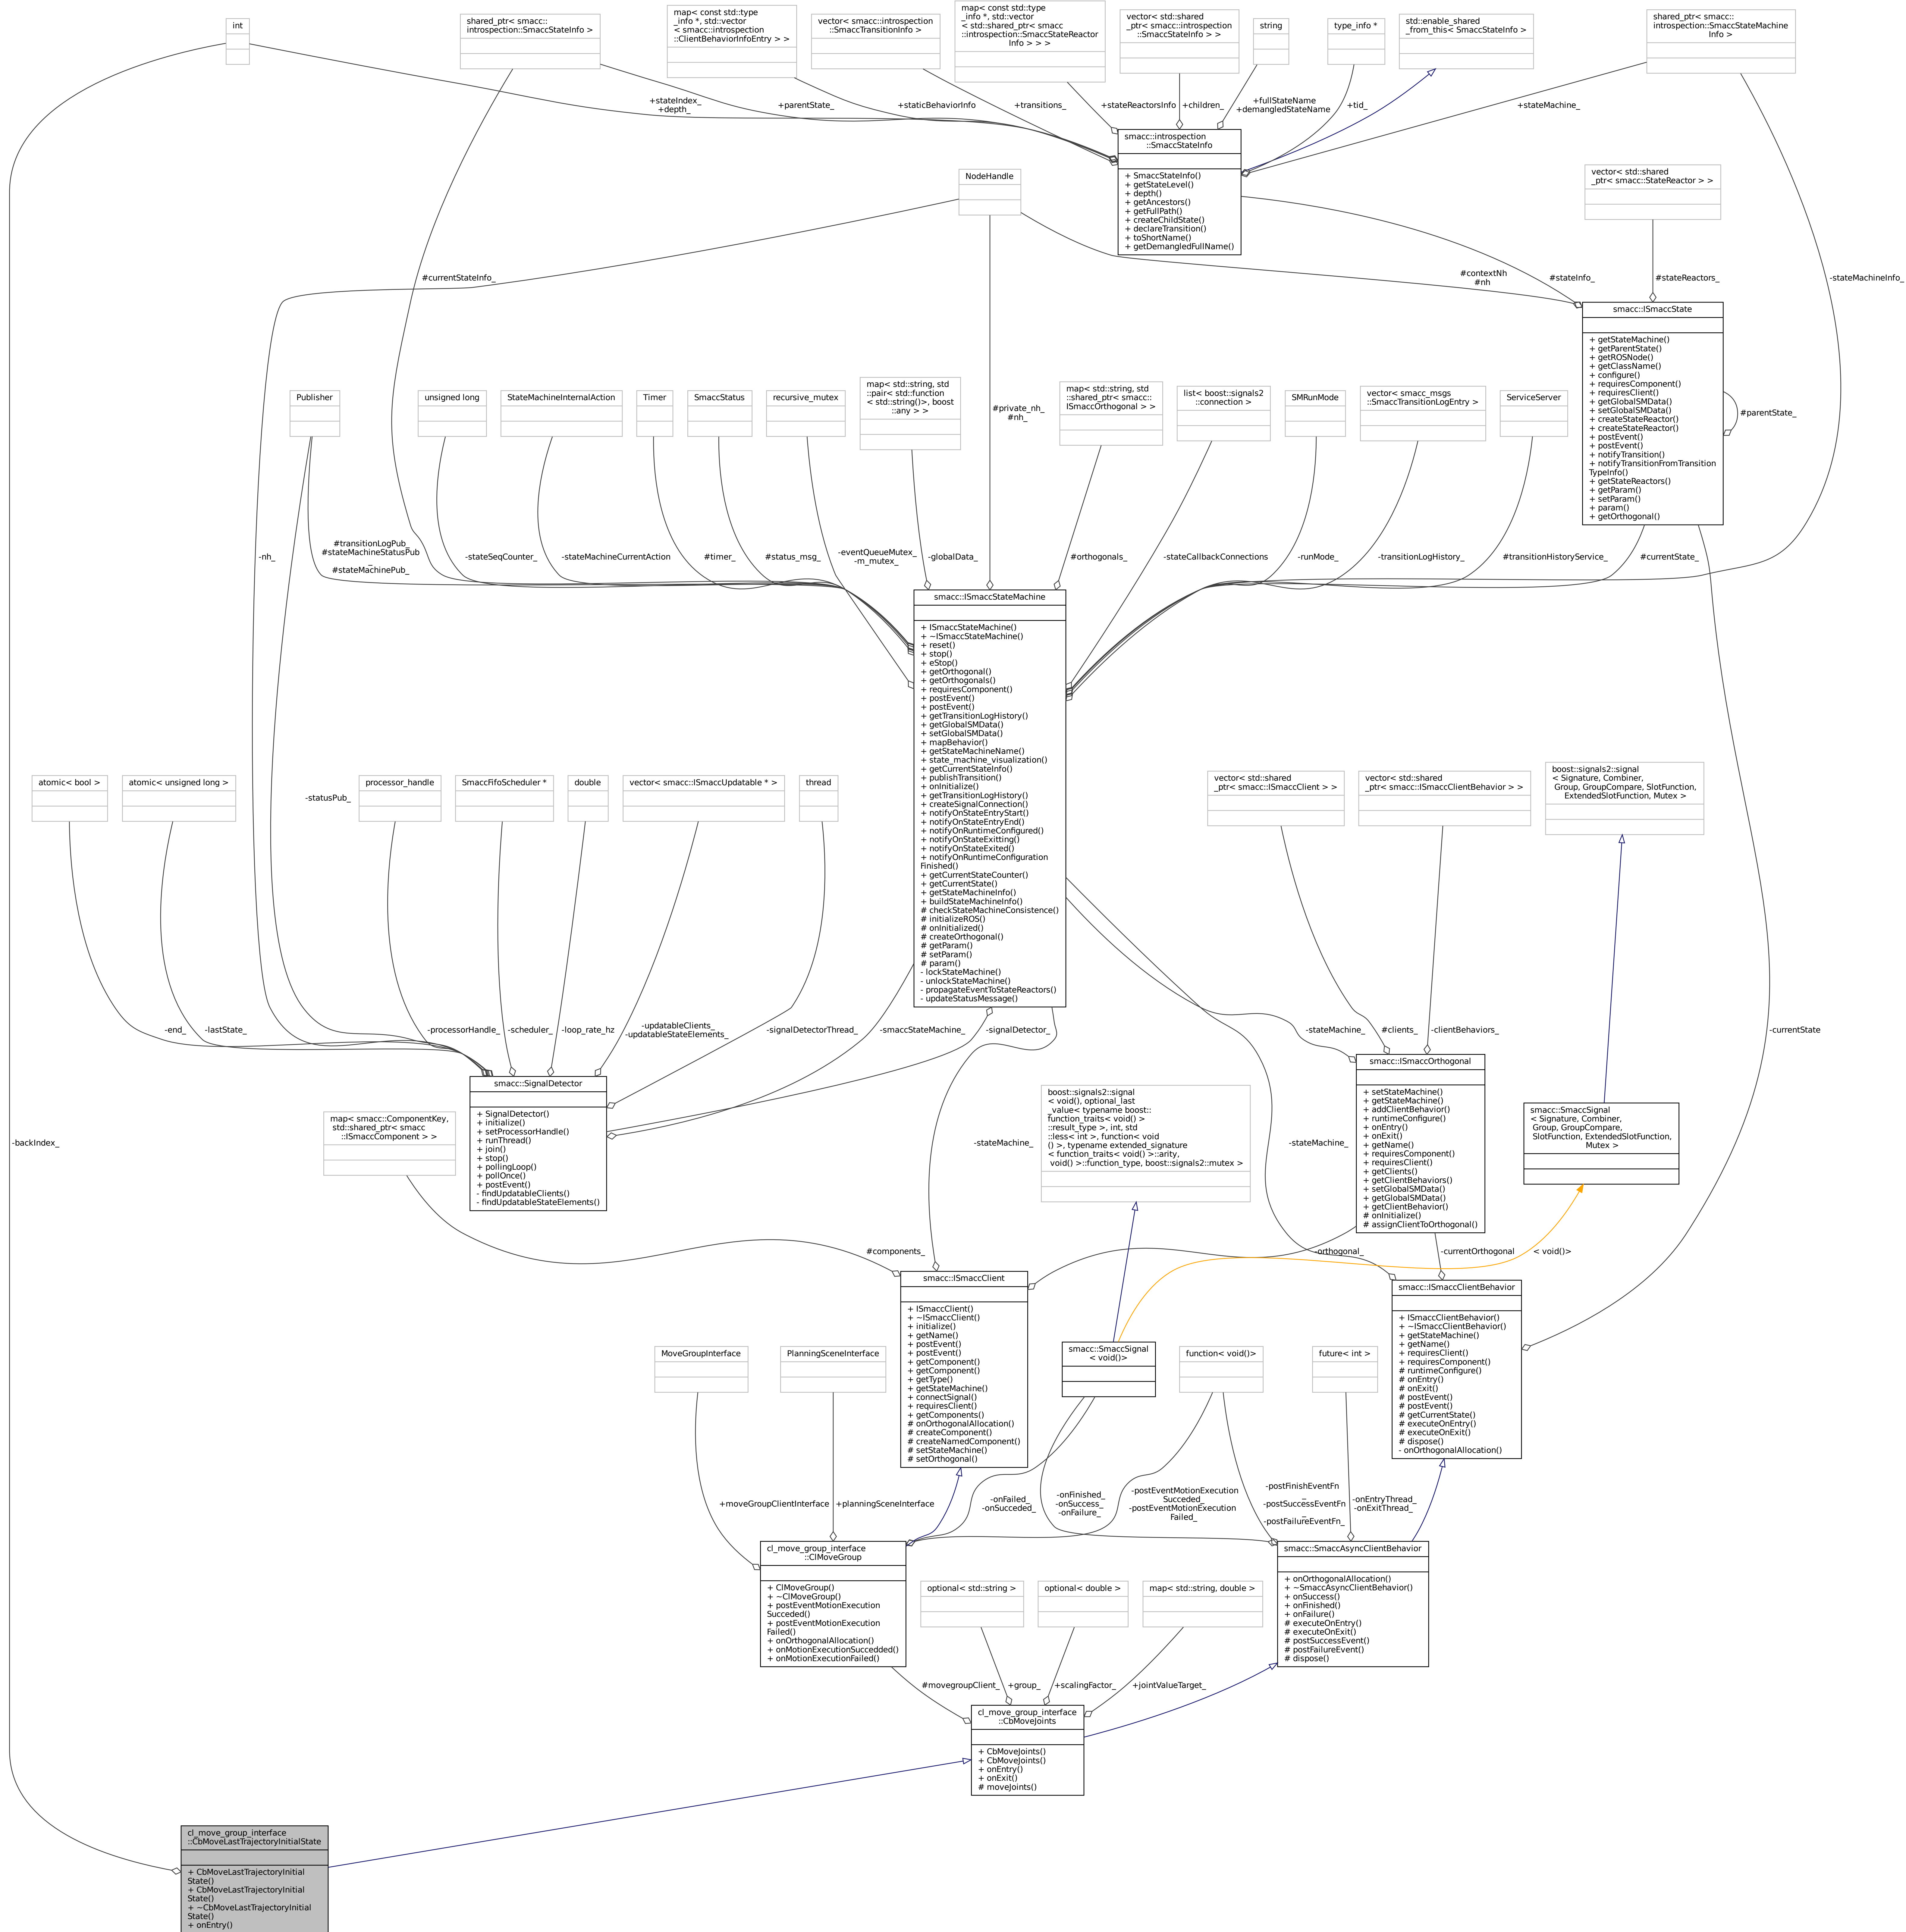 int
shared_ptr< smacc::
introspection::SmaccStateInfo >
map< const std::type
_info *, std::vector
< smacc::introspection
::ClientBehaviorInfoEntry > >
vector< smacc::introspection
::SmaccTransitionInfo >
map< const std::type
_info *, std::vector
< std::shared_ptr< smacc
::introspection::SmaccStateReactor
Info > > >
vector< std::shared
_ptr< smacc::introspection
::SmaccStateInfo > >
string
type_info *
std::enable_shared
_from_this< SmaccStateInfo >
shared_ptr< smacc::
introspection::SmaccStateMachine
Info >
+stateIndex_
+depth_
+parentState_
+staticBehaviorInfo
+transitions_
+stateReactorsInfo
+children_
+fullStateName
+demangledStateName
+tid_
+stateMachine_
smacc::introspection
::SmaccStateInfo
+ SmaccStateInfo()
+ getStateLevel()
+ depth()
+ getAncestors()
+ getFullPath()
+ createChildState()
+ declareTransition()
+ toShortName()
+ getDemangledFullName()
NodeHandle
vector< std::shared
_ptr< smacc::StateReactor > >
#currentStateInfo_
#contextNh
#nh
#stateInfo_
#stateReactors_
-stateMachineInfo_
smacc::ISmaccState
+ getStateMachine()
+ getParentState()
+ getROSNode()
+ getClassName()
+ configure()
+ requiresComponent()
+ requiresClient()
+ getGlobalSMData()
+ setGlobalSMData()
+ createStateReactor()
+ createStateReactor()
+ postEvent()
+ postEvent()
+ notifyTransition()
+ notifyTransitionFromTransition
TypeInfo()
+ getStateReactors()
+ getParam()
+ setParam()
+ param()
+ getOrthogonal()
#parentState_
Publisher
unsigned long
StateMachineInternalAction
Timer
SmaccStatus
recursive_mutex
map< std::string, std
::pair< std::function
< std::string()>, boost
::any > >
#private_nh_
#nh_
map< std::string, std
::shared_ptr< smacc::
ISmaccOrthogonal > >
list< boost::signals2
::connection >
SMRunMode
vector< smacc_msgs
::SmaccTransitionLogEntry >
ServiceServer
-nh_
#transitionLogPub_
#stateMachineStatusPub
_
#stateMachinePub_
-stateSeqCounter_
-stateMachineCurrentAction
#timer_
#status_msg_
-eventQueueMutex_
-m_mutex_
-globalData_
#orthogonals_
-stateCallbackConnections
-runMode_
-transitionLogHistory_
#transitionHistoryService_
#currentState_
smacc::ISmaccStateMachine
+ ISmaccStateMachine()
+ ~ISmaccStateMachine()
+ reset()
+ stop()
+ eStop()
+ getOrthogonal()
+ getOrthogonals()
+ requiresComponent()
+ postEvent()
+ postEvent()
+ getTransitionLogHistory()
+ getGlobalSMData()
+ setGlobalSMData()
+ mapBehavior()
+ getStateMachineName()
+ state_machine_visualization()
+ getCurrentStateInfo()
+ publishTransition()
+ onInitialize()
+ getTransitionLogHistory()
+ createSignalConnection()
+ notifyOnStateEntryStart()
+ notifyOnStateEntryEnd()
+ notifyOnRuntimeConfigured()
+ notifyOnStateExitting()
+ notifyOnStateExited()
+ notifyOnRuntimeConfiguration
Finished()
+ getCurrentStateCounter()
+ getCurrentState()
+ getStateMachineInfo()
+ buildStateMachineInfo()
# checkStateMachineConsistence()
# initializeROS()
# onInitialized()
# createOrthogonal()
# getParam()
# setParam()
# param()
- lockStateMachine()
- unlockStateMachine()
- propagateEventToStateReactors()
- updateStatusMessage()
atomic< bool >
atomic< unsigned long >
-statusPub_
processor_handle
SmaccFifoScheduler *
double
vector< smacc::ISmaccUpdatable * >
thread
vector< std::shared
_ptr< smacc::ISmaccClient > >
vector< std::shared
_ptr< smacc::ISmaccClientBehavior > >
boost::signals2::signal
< Signature, Combiner,
Group, GroupCompare, SlotFunction,
ExtendedSlotFunction, Mutex >
-end_
-lastState_
-processorHandle_
-scheduler_
-loop_rate_hz
-updatableClients_
-updatableStateElements_
-signalDetectorThread_
-smaccStateMachine_
-signalDetector_
-stateMachine_
#clients_
-clientBehaviors_
-currentState
smacc::SignalDetector
+ SignalDetector()
+ initialize()
+ setProcessorHandle()
+ runThread()
+ join()
+ stop()
+ pollingLoop()
+ pollOnce()
+ postEvent()
- findUpdatableClients()
- findUpdatableStateElements()
smacc::ISmaccOrthogonal
+ setStateMachine()
+ getStateMachine()
+ addClientBehavior()
+ runtimeConfigure()
+ onEntry()
+ onExit()
+ getName()
+ requiresComponent()
+ requiresClient()
+ getClients()
+ getClientBehaviors()
+ setGlobalSMData()
+ getGlobalSMData()
+ getClientBehavior()
# onInitialize()
# assignClientToOrthogonal()
map< smacc::ComponentKey,
std::shared_ptr< smacc
::ISmaccComponent > >
boost::signals2::signal
< void(), optional_last
_value< typename boost::
function_traits< void() >
::result_type >, int, std
::less< int >, function< void
() >, typename extended_signature
< function_traits< void() >::arity,
void() >::function_type, boost::signals2::mutex >
smacc::SmaccSignal
< Signature, Combiner,
Group, GroupCompare,
SlotFunction, ExtendedSlotFunction,
Mutex >
-backIndex_
-stateMachine_
-stateMachine_
#components_
-orthogonal_
-currentOrthogonal
< void()>
smacc::ISmaccClient
+ ISmaccClient()
+ ~ISmaccClient()
+ initialize()
+ getName()
+ postEvent()
+ postEvent()
+ getComponent()
+ getComponent()
+ getType()
+ getStateMachine()
+ connectSignal()
+ requiresClient()
+ getComponents()
# onOrthogonalAllocation()
# createComponent()
# createNamedComponent()
# setStateMachine()
# setOrthogonal()
smacc::ISmaccClientBehavior
+ ISmaccClientBehavior()
+ ~ISmaccClientBehavior()
+ getStateMachine()
+ getName()
+ requiresClient()
+ requiresComponent()
# runtimeConfigure()
# onEntry()
# onExit()
# postEvent()
# postEvent()
# getCurrentState()
# executeOnEntry()
# executeOnExit()
# dispose()
- onOrthogonalAllocation()
MoveGroupInterface
PlanningSceneInterface
smacc::SmaccSignal
< void()>
function< void()>
future< int >
+moveGroupClientInterface
+planningSceneInterface
-onFailed_
-onSucceded_
-onFinished_
-onSuccess_
-onFailure_
-postEventMotionExecution
Succeded_
-postEventMotionExecution
Failed_
-postFinishEventFn
_
-postSuccessEventFn
_
-postFailureEventFn_
-onEntryThread_
-onExitThread_
cl_move_group_interface
::ClMoveGroup
+ ClMoveGroup()
+ ~ClMoveGroup()
+ postEventMotionExecution
Succeded()
+ postEventMotionExecution
Failed()
+ onOrthogonalAllocation()
+ onMotionExecutionSuccedded()
+ onMotionExecutionFailed()
smacc::SmaccAsyncClientBehavior
+ onOrthogonalAllocation()
+ ~SmaccAsyncClientBehavior()
+ onSuccess()
+ onFinished()
+ onFailure()
# executeOnEntry()
# executeOnExit()
# postSuccessEvent()
# postFailureEvent()
# dispose()
optional< std::string >
optional< double >
map< std::string, double >
#movegroupClient_
+group_
+scalingFactor_
+jointValueTarget_
cl_move_group_interface
::CbMoveJoints
+ CbMoveJoints()
+ CbMoveJoints()
+ onEntry()
+ onExit()
# moveJoints()
cl_move_group_interface
::CbMoveLastTrajectoryInitialState
+ CbMoveLastTrajectoryInitial
State()
+ CbMoveLastTrajectoryInitial
State()
+ ~CbMoveLastTrajectoryInitial
State()
+ onEntry()